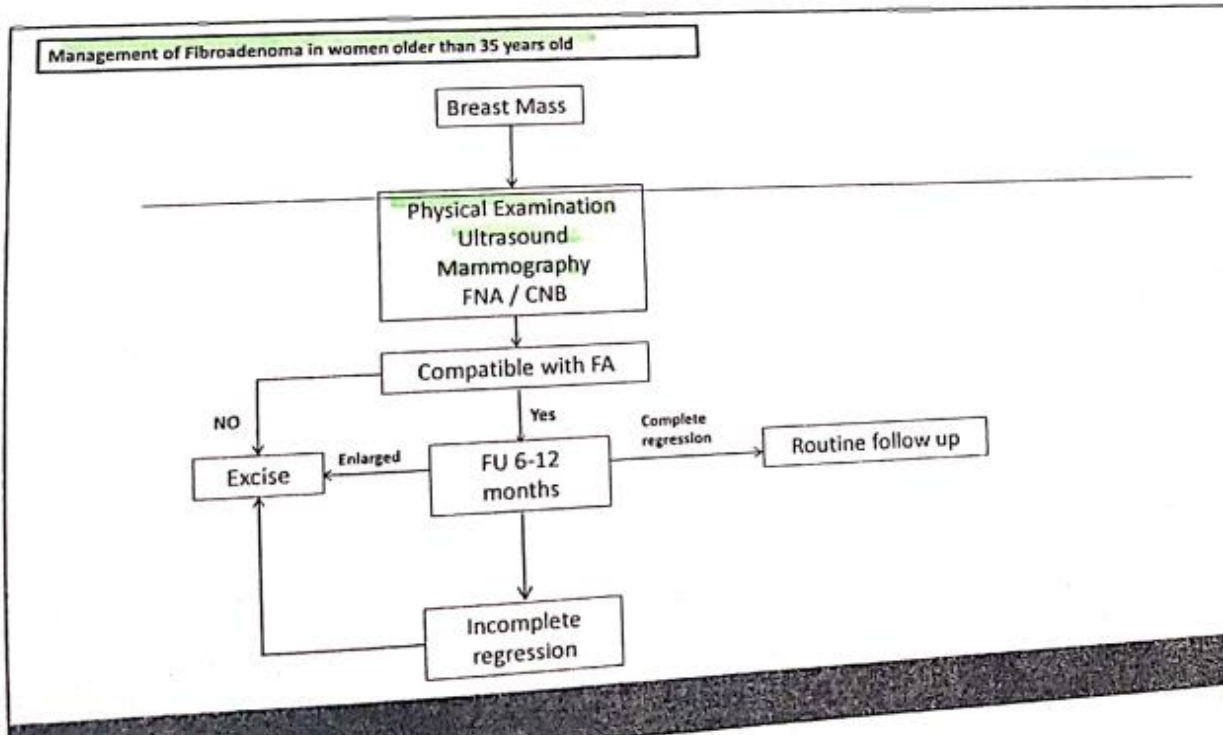 Management of Fibroadenoma in women older than 35 years old
Breast Mass
Physical Examination
Ultrasound
Mammography
FNA / CNB
Compatible with FA
NO
Yes
Complete
regression
Routine follow up
Enlarged
Excise
FU 6-12
months
Incomplete
regression